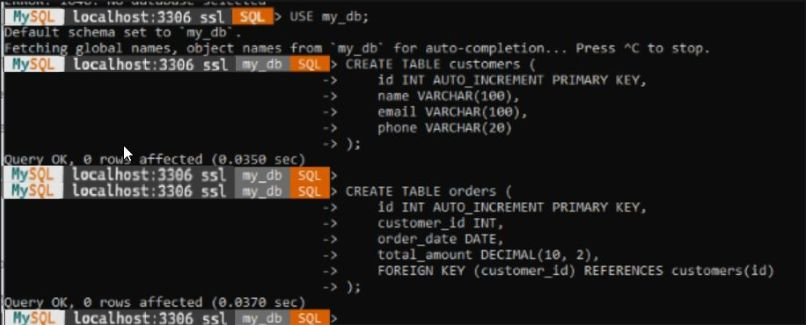 ERROR: 1046: No database selected
MySQL localhost:3306 ssl SQL > USE my_db;
Default schema set to `my_db`.
Fetching global names, object names from `my_db` for auto-completion... Press ^C to stop.
MySQL localhost:3306 ssl my_db SQL > CREATE TABLE customers (
-> id INT AUTO_INCREMENT PRIMARY KEY,
-> name VARCHAR(100),
-> email VARCHAR(100),
-> phone VARCHAR(20)
-> );
Query OK, 0 rows affected (0.0350 sec)
MySQL localhost:3306 ssl my_db SQL >
MySQL localhost:3306 ssl my_db SQL > CREATE TABLE orders (
-> id INT AUTO_INCREMENT PRIMARY KEY,
-> customer_id INT,
-> order_date DATE,
-> total_amount DECIMAL(10, 2),
-> FOREIGN KEY (customer_id) REFERENCES customers(id)
-> );
Query OK, 0 rows affected (0.0370 sec)
MySQL localhost:3306 ssl my_db SQL >